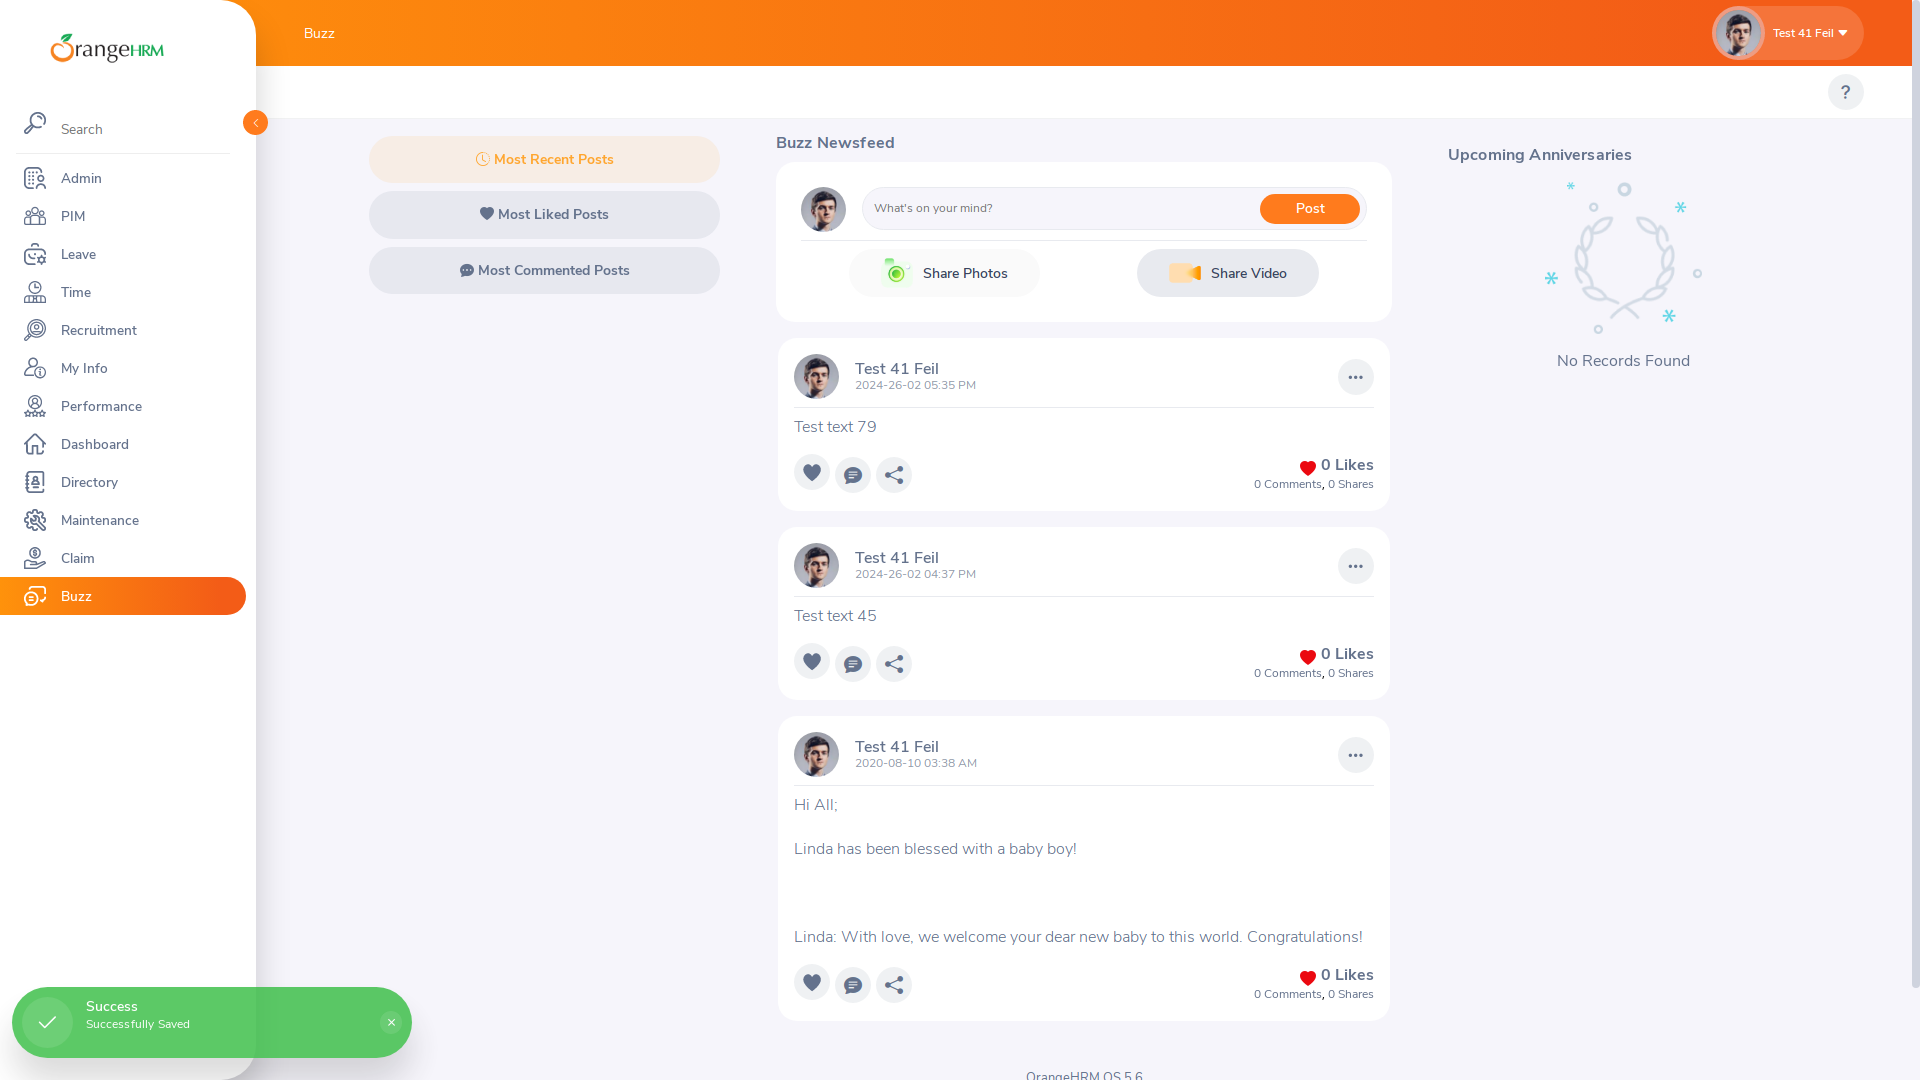 OrangeHRM
Search
Admin
PIM
Leave
Time
Recruitment
My Info
Performance
Dashboard
Directory
Maintenance
Claim
Buzz
Buzz
Test 41 Feil
?
Most Recent Posts
Most Liked Posts
Most Commented Posts
Buzz Newsfeed
What's on your mind?
Post
Share Photos
Share Video
Test 41 Feil
2024-26-02 05:35 PM
Test text 79
0 Likes
0 Comments, 0 Shares
Test 41 Feil
2024-26-02 04:37 PM
Test text 45
0 Likes
0 Comments, 0 Shares
Test 41 Feil
2020-08-10 03:38 AM
Hi All;
Linda has been blessed with a baby boy!
Linda: With love, we welcome your dear new baby to this world. Congratulations!
0 Likes
0 Comments, 0 Shares
Upcoming Anniversaries
No Records Found
Success
Successfully Saved
OrangeHRM OS 5.6